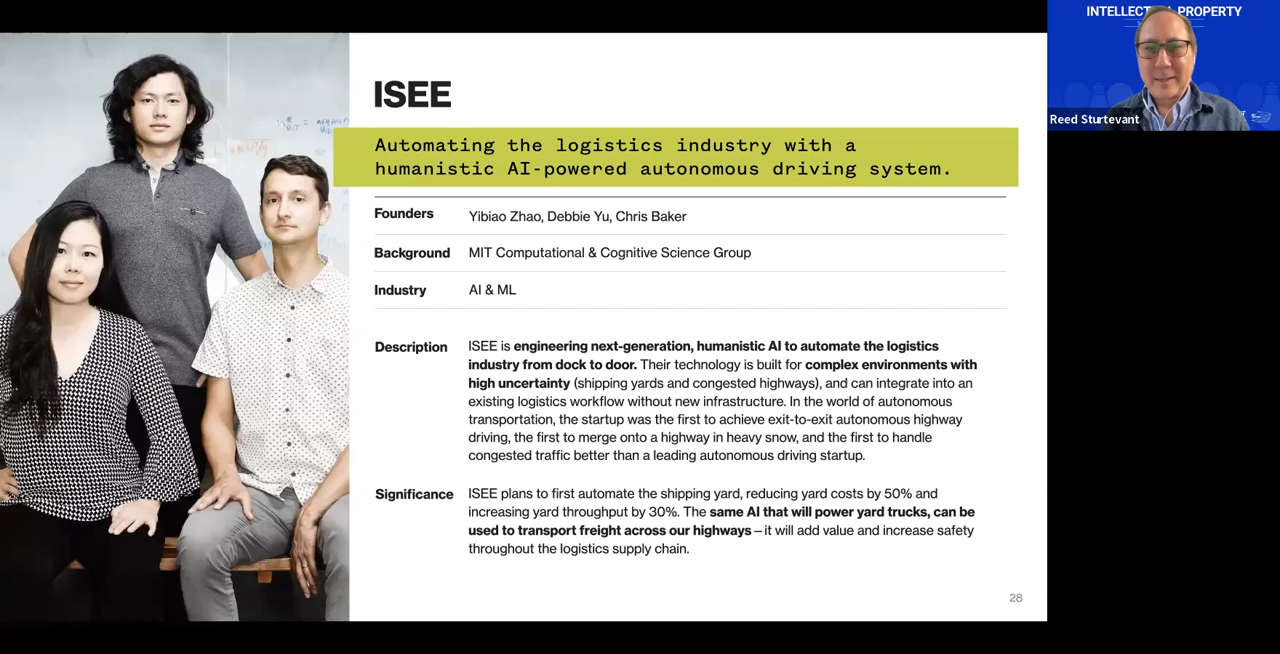 ISEE
Automating the logistics industry with a
humanistic AI-powered autonomous driving system.
Founders Yibiao Zhao, Debbie Yu, Chris Baker
Background MIT Computational & Cognitive Science Group
Industry AI & ML
Description ISEE is engineering next-generation, humanistic AI to automate the logistics
industry from dock to door. Their technology is built for complex environments with
high uncertainty (shipping yards and congested highways), and can integrate into an
existing logistics workflow without new infrastructure. In the world of autonomous
transportation, the startup was the first to achieve exit-to-exit autonomous highway
driving, the first to merge onto a highway in heavy snow, and the first to handle
congested traffic better than a leading autonomous driving startup.
Significance ISEE plans to first automate the shipping yard, reducing yard costs by 50% and
increasing yard throughput by 30%. The same AI that will power yard trucks, can be
used to transport freight across our highways – it will add value and increase safety
throughout the logistics supply chain.
28
PROPERTY
Reed Sturtevant